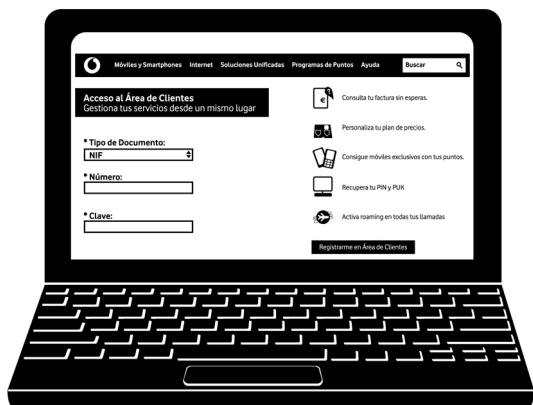 Móviles y Smartphones Internet Soluciones Unificadas Programas de Puntos Ayuda Buscar
Acceso al Área de Clientes
Gestiona tus servicios desde un mismo lugar
* Tipo de Documento:
NIF
* Número:
* Clave:
€
Consulta tu factura sin esperas.
Personaliza tu plan de precios.
Consigue móviles exclusivos con tus puntos.
Recupera tu PIN y PUK
Activa roaming en todas tus llamadas
Registrarme en Área de Clientes